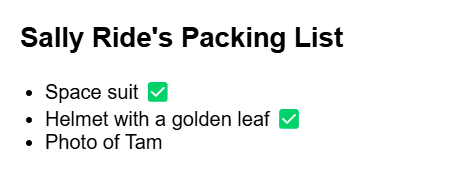 Sally Ride's Packing List
Space suit ✅
Helmet with a golden leaf ✅
Photo of Tam